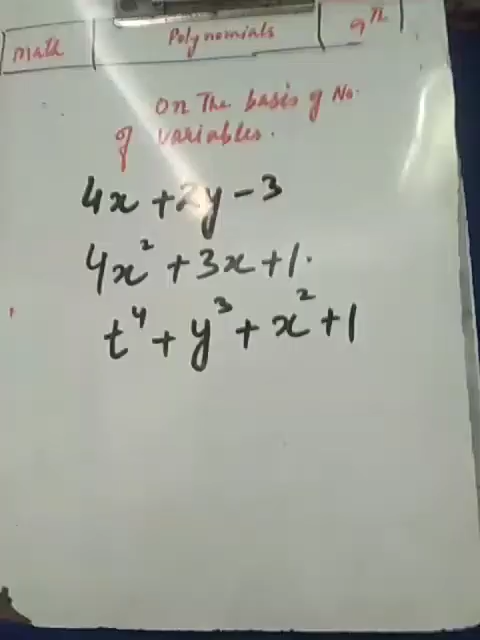 math Polynomials 9th
on The basis of No.
of variables.
4x + 2y - 3
4x² + 3x + 1.
t⁴ + y³ + x² + 1